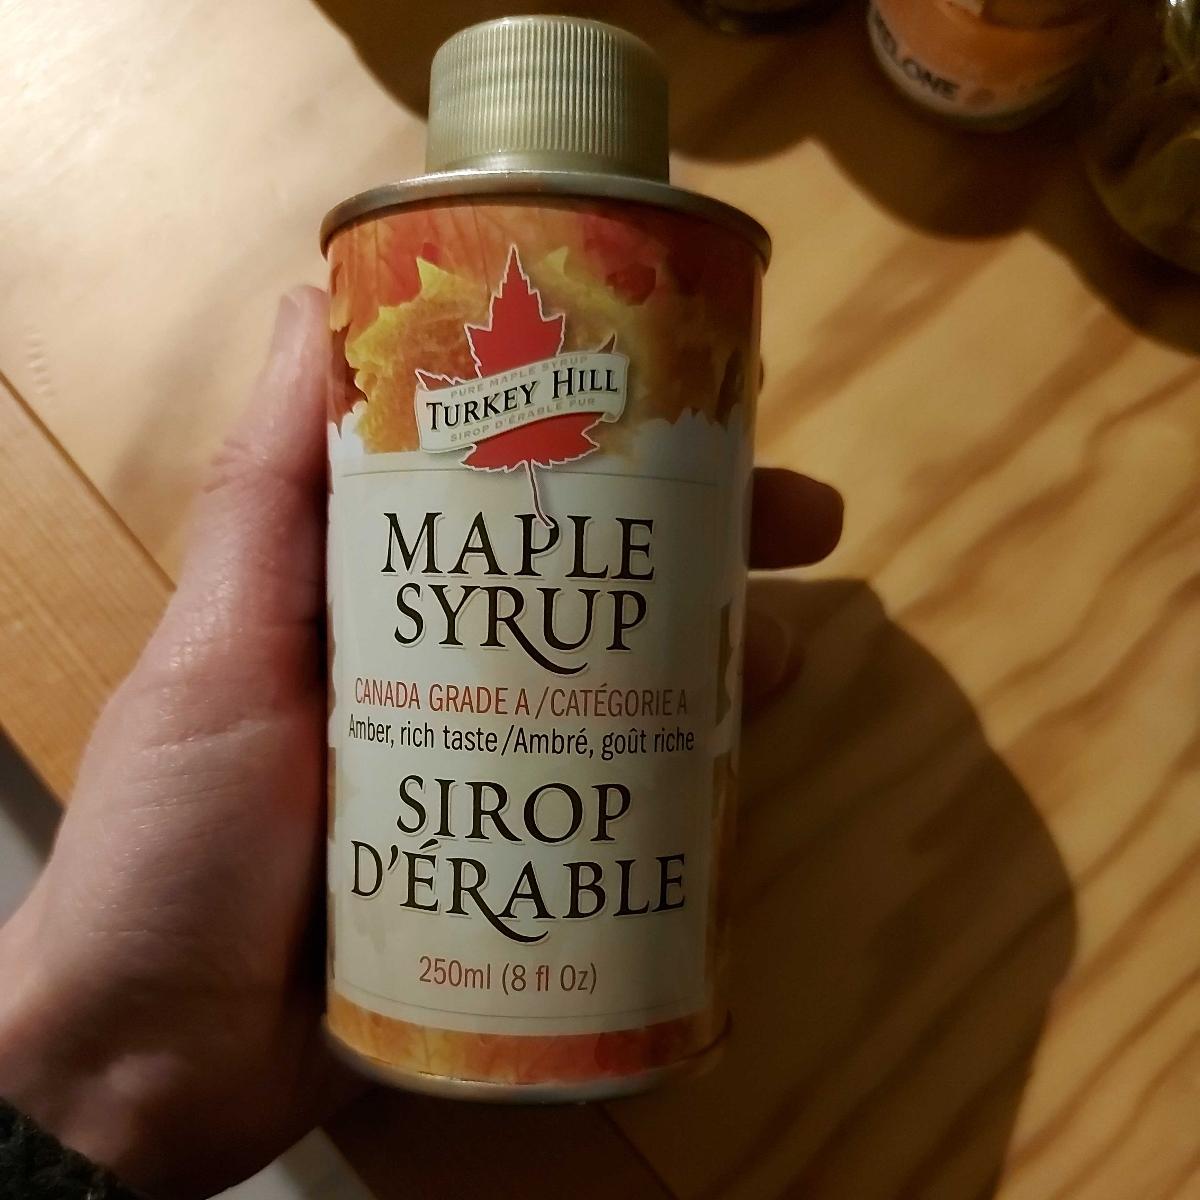 PURE MAPLE SYRUP
TURKEY HILL
SIROP D'ÉRABLE PUR
MAPLE
SYRUP
CANADA GRADE A / CATÉGORIE A
Amber, rich taste / Ambré, goût riche
SIROP
D'ÉRABLE
250ml (8 fl Oz)